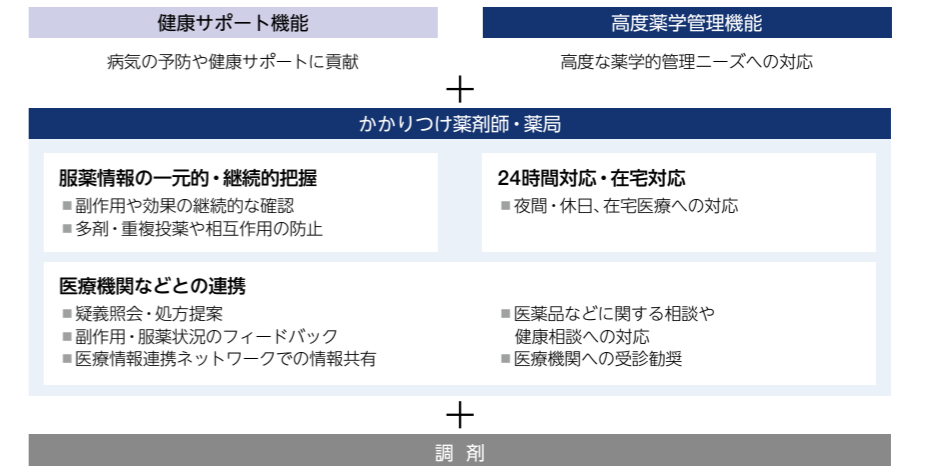 健康サポート機能
病気の予防や健康サポートに貢献
高度薬学管理機能
高度な薬学的管理ニーズへの対応
＋
かかりつけ薬剤師・薬局
服薬情報の一元的・継続的把握
■副作用や効果の継続的な確認
■多剤・重複投薬や相互作用の防止
24時間対応・在宅対応
■夜間・休日、在宅医療への対応
医療機関などとの連携
■疑義照会・処方提案
■副作用・服薬状況のフィードバック
■医療情報連携ネットワークでの情報共有
■医薬品などに関する相談や
健康相談への対応
■医療機関への受診勧奨
＋
調 剤